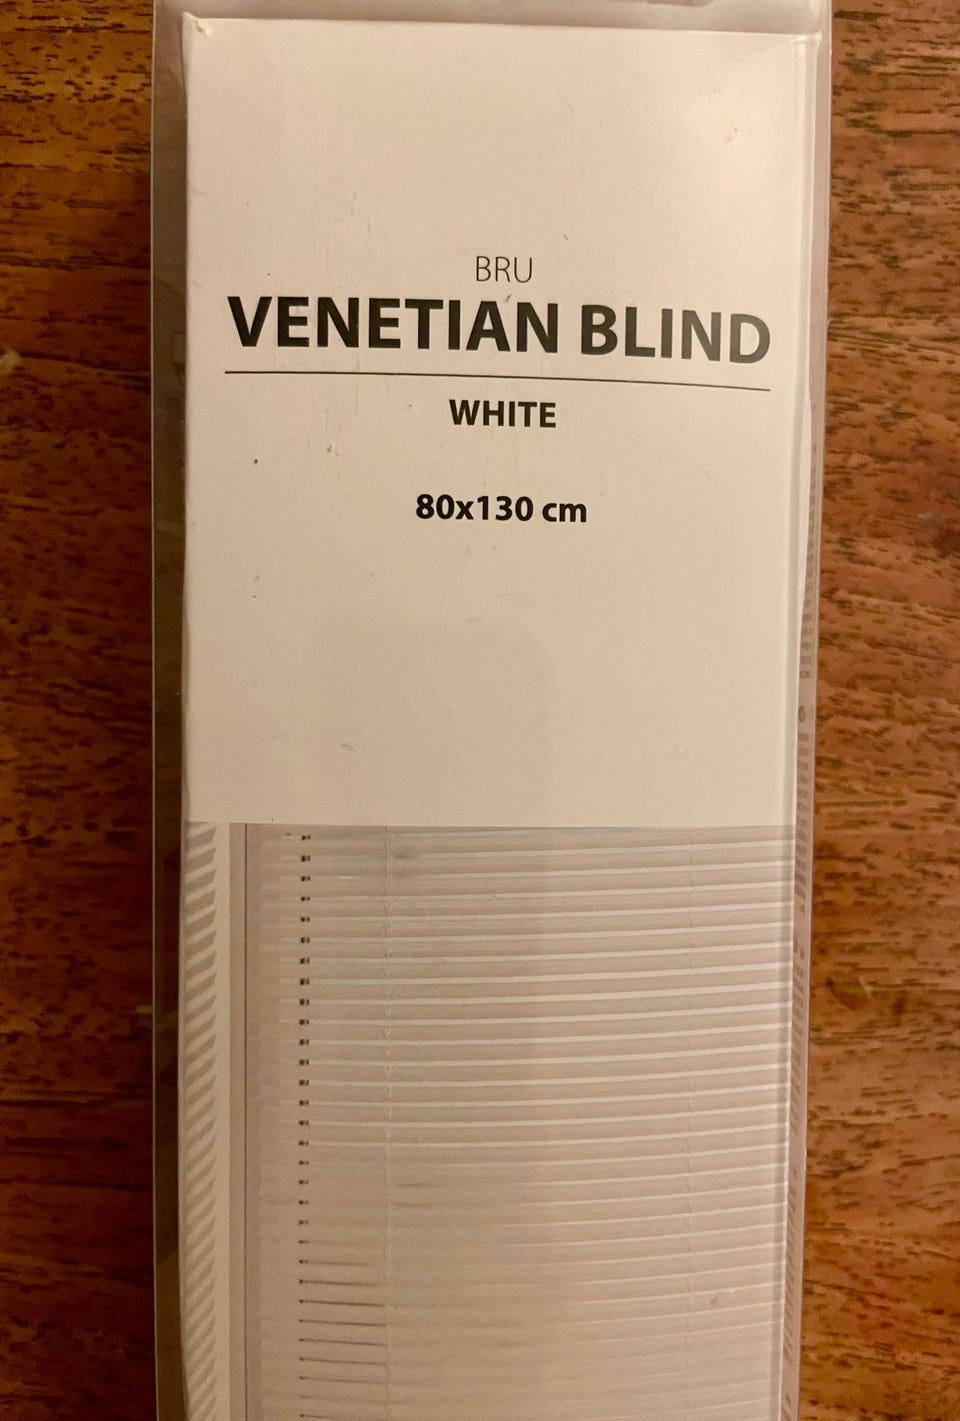 BRU
VENETIAN BLIND
WHITE
80x130 cm